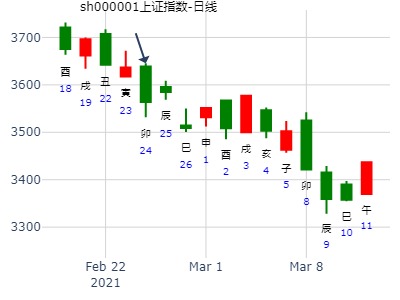 sh000001上证指数-日线
3700
3600
3500
3400
3300
酉
18
戌
19
丑
22
寅
23
卯
24
辰
25
巳
26
申
1
酉
2
戌
3
亥
4
子
5
卯
8
辰
9
巳
10
午
11
Feb 22
2021
Mar 1
Mar 8